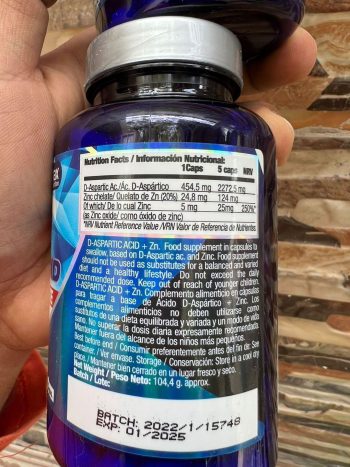 Nutrition Facts / Información Nutricional:
1Caps 5 caps NRV
D-Aspartic Ac./Ác. D-Aspártico 454,5 mg 2272,5 mg
Zinc chelate/ Quelato de Zn (20%) 24,8 mg 124 mg
Of which/ De lo cual Zinc 5 mg 25mg 250%*
(as Zinc oxide/ como óxido de zinc)
*NRV Nutrient Reference Value /VRN Valor de Referencia de Nutrientes
D-ASPARTIC ACID + Zn. Food supplement in capsules to
swallow, based on D-Aspartic ac. and Zinc. Food supplement
should not be used as substitutes for a balanced and varied
diet and a healthy lifestyle. Do not exceed the daily
recommended dose. Keep out of reach of younger children.
D-ASPARTIC ACID + Zn. Complemento alimenticio en cápsulas
para tragar a base de Ácido D-Aspártico + Zinc. Los
complementos alimenticios no deben utilizarse como
sustitutos de una dieta equilibrada y variada y un modo de vida
sano. No superar la dosis diaria expresamente recomendada.
Mantener fuera del alcance de los niños más pequeños.
Best before end / Consumir preferentemente antes del fin de: See
container. / Ver envase. Storage / Conservación: Store in a cool dry
place / Mantener bien cerrado en un lugar fresco y seco.
Net Weight / Peso Neto: 104,4 g. approx.
Batch / Lote:
BATCH: 2022/1/15748
EXP: 01/2025